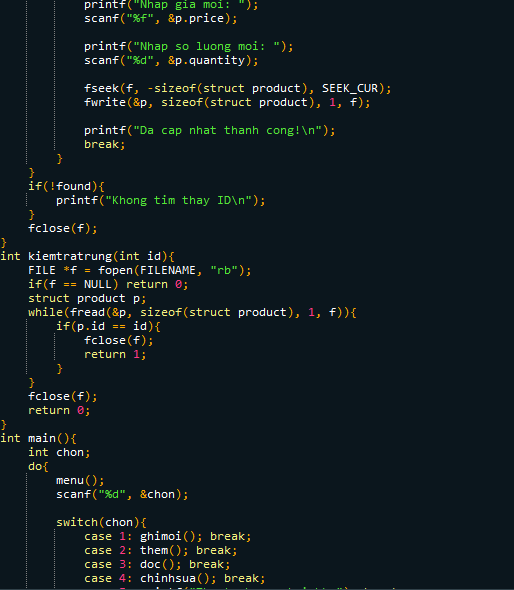 printf("Nhap gia moi: ");
scanf("%f", &p.price);
printf("Nhap so luong moi: ");
scanf("%d", &p.quantity);
fseek(f, -sizeof(struct product), SEEK_CUR);
fwrite(&p, sizeof(struct product), 1, f);
printf("Da cap nhat thanh cong!\n");
break;
}
}
if(!found){
printf("Khong tim thay ID\n");
}
fclose(f);
}
int kiemtratrung(int id){
FILE *f = fopen(FILENAME, "rb");
if(f == NULL) return 0;
struct product p;
while(fread(&p, sizeof(struct product), 1, f)){
if(p.id == id){
fclose(f);
return 1;
}
}
fclose(f);
return 0;
}
int main(){
int chon;
do{
menu();
scanf("%d", &chon);
switch(chon){
case 1: ghimoi(); break;
case 2: them(); break;
case 3: doc(); break;
case 4: chinhsua(); break;